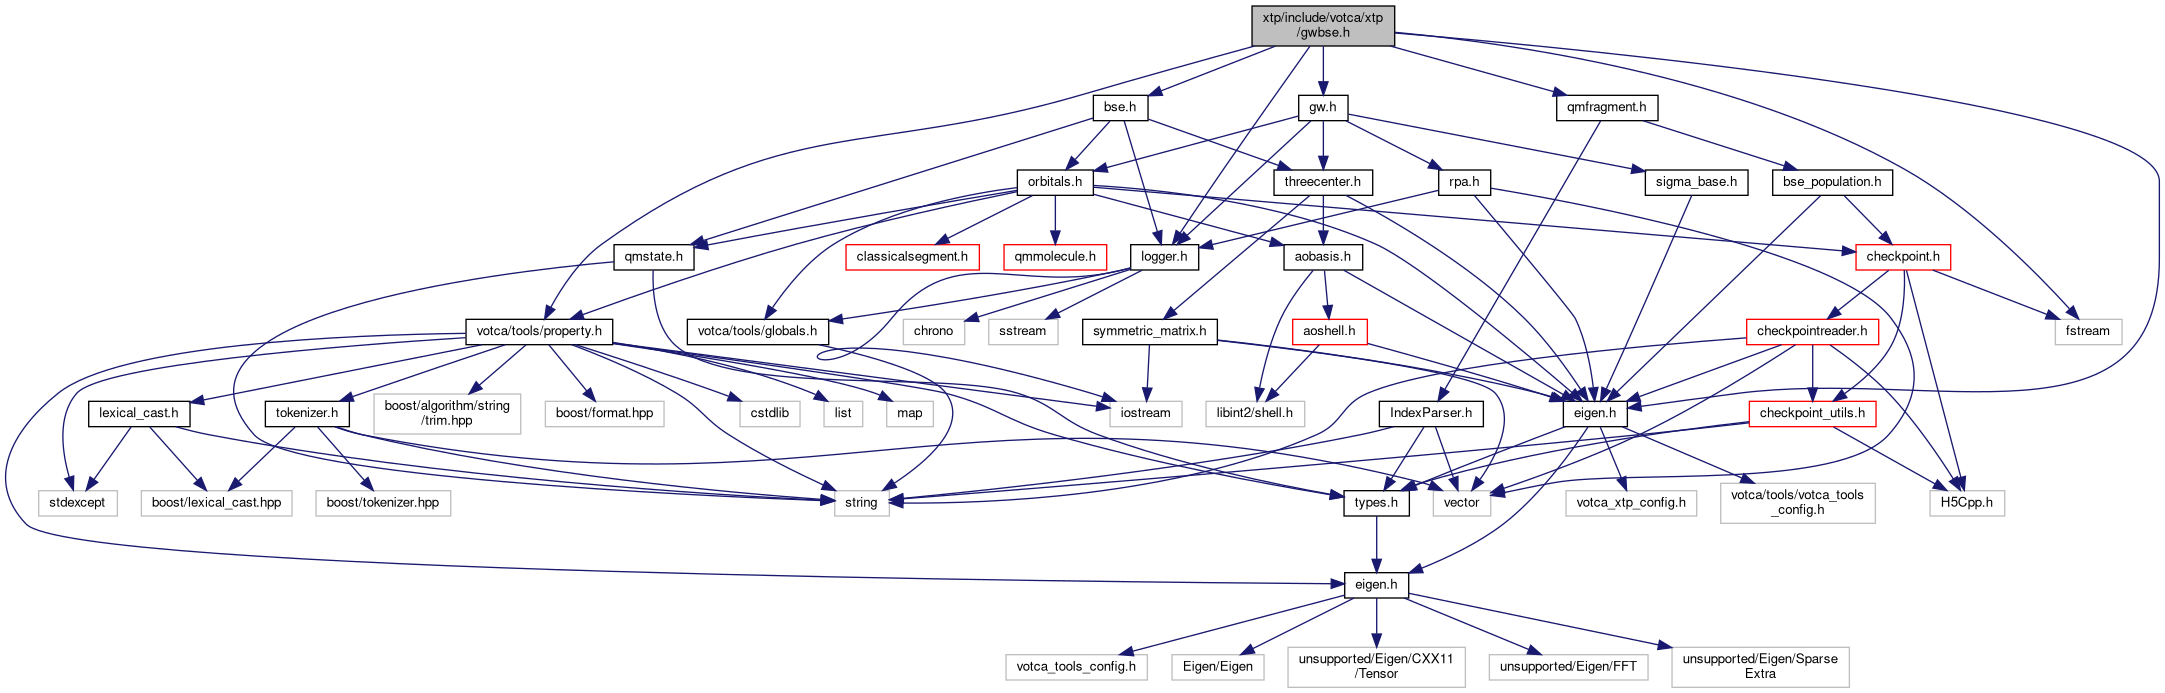 xtp/include/votca/xtp
/gwbse.h
bse.h
gw.h
qmfragment.h
orbitals.h
threecenter.h
rpa.h
sigma_base.h
bse_population.h
qmstate.h
classicalsegment.h
qmmolecule.h
logger.h
aobasis.h
checkpoint.h
votca/tools/property.h
votca/tools/globals.h
chrono
sstream
symmetric_matrix.h
aoshell.h
checkpointreader.h
fstream
lexical_cast.h
tokenizer.h
boost/algorithm/string
/trim.hpp
boost/format.hpp
cstdlib
list
map
iostream
libint2/shell.h
IndexParser.h
eigen.h
checkpoint_utils.h
stdexcept
boost/lexical_cast.hpp
boost/tokenizer.hpp
string
types.h
vector
votca_xtp_config.h
votca/tools/votca_tools
_config.h
H5Cpp.h
eigen.h
votca_tools_config.h
Eigen/Eigen
unsupported/Eigen/CXX11
/Tensor
unsupported/Eigen/FFT
unsupported/Eigen/Sparse
Extra